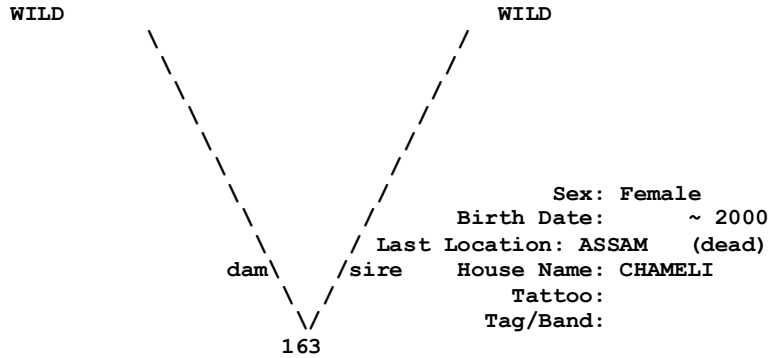 WILD WILD
Sex: Female
Birth Date: ~ 2000
Last Location: ASSAM (dead)
dam sire House Name: CHAMELI
Tattoo:
Tag/Band:
163